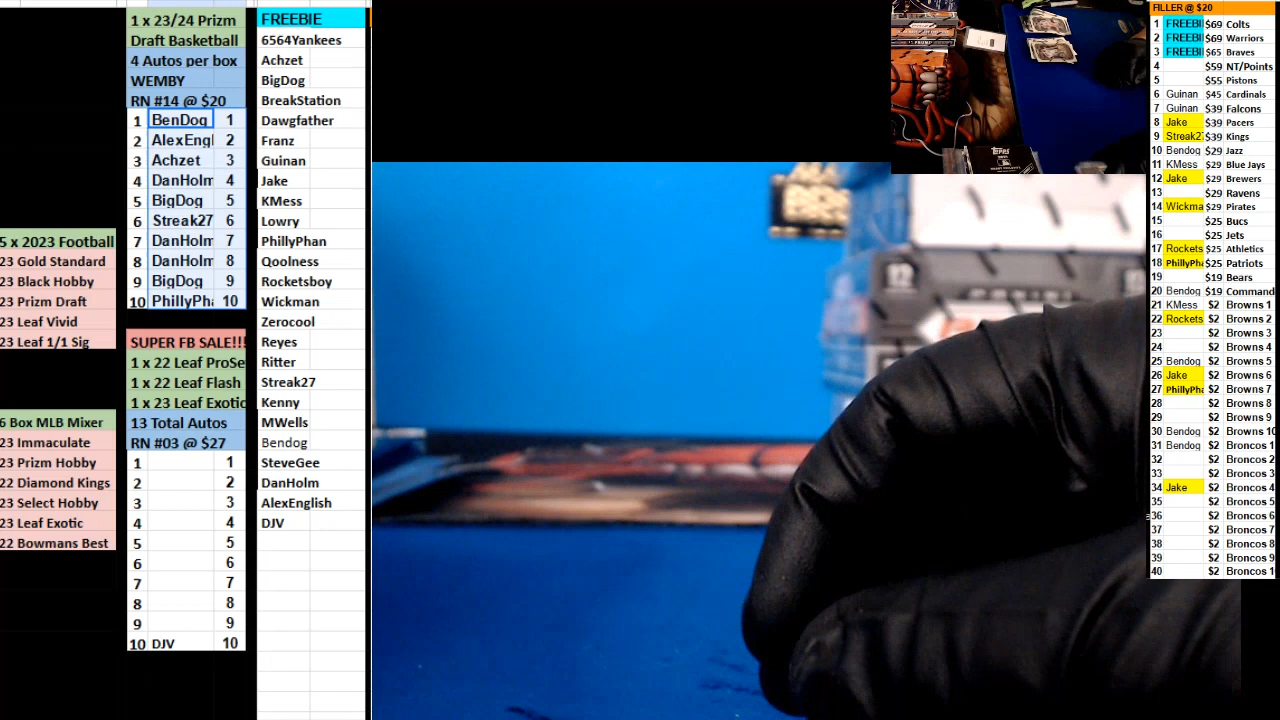 5 x 2023 Football
23 Gold Standard
23 Black Hobby
23 Prizm Draft
23 Leaf Vivid
23 Leaf 1/1 Sig
6 Box MLB Mixer
23 Immaculate
23 Prizm Hobby
22 Diamond Kings
23 Select Hobby
23 Leaf Exotic
22 Bowmans Best
1 x 23/24 Prizm
Draft Basketball
4 Autos per box
WEMBY
RN #14 @ $20
1 BenDog 1
2 AlexEngl 2
3 Achzet 3
4 DanHolm 4
5 BigDog 5
6 Streak27 6
7 DanHolm 7
8 DanHolm 8
9 BigDog 9
10 PhillyPha 10
SUPER FB SALE!!!
1 x 22 Leaf ProSe
1 x 22 Leaf Flash
1 x 23 Leaf Exotic
13 Total Autos
RN #03 @ $27
1 1
2 2
3 3
4 4
5 5
6 6
7 7
8 8
9 9
10 DJV 10
FREEBIE
6564Yankees
Achzet
BigDog
BreakStation
Dawgfather
Franz
Guinan
Jake
KMess
Lowry
PhillyPhan
Qoolness
Rocketsboy
Wickman
Zerocool
Reyes
Ritter
Streak27
Kenny
MWells
Bendog
SteveGee
DanHolm
AlexEnglish
DJV
TOPPS
12
FILLER @ $20
1 FREEBI $69 Colts
2 FREEBI $69 Warriors
3 FREEBI $65 Braves
4 $59 NT/Points
5 $55 Pistons
6 Guinan $45 Cardinals
7 Guinan $39 Falcons
8 Jake $39 Pacers
9 Streak27 $39 Kings
10 Bendog $29 Jazz
11 KMess $29 Blue Jays
12 Jake $29 Brewers
13 $29 Ravens
14 Wickma $29 Pirates
15 $25 Bucs
16 $25 Jets
17 Rockets $25 Athletics
18 PhillyPha $25 Patriots
19 $19 Bears
20 Bendog $19 Command
21 KMess $2 Browns 1
22 Rockets $2 Browns 2
23 $2 Browns 3
24 $2 Browns 4
25 Bendog $2 Browns 5
26 Jake $2 Browns 6
27 PhillyPha $2 Browns 7
28 $2 Browns 8
29 $2 Browns 9
30 Bendog $2 Browns 10
31 Bendog $2 Broncos 1
32 $2 Broncos 2
33 $2 Broncos 3
34 Jake $2 Broncos 4
35 $2 Broncos 5
36 $2 Broncos 6
37 $2 Broncos 7
38 $2 Broncos 8
39 $2 Broncos 9
40 $2 Broncos 1